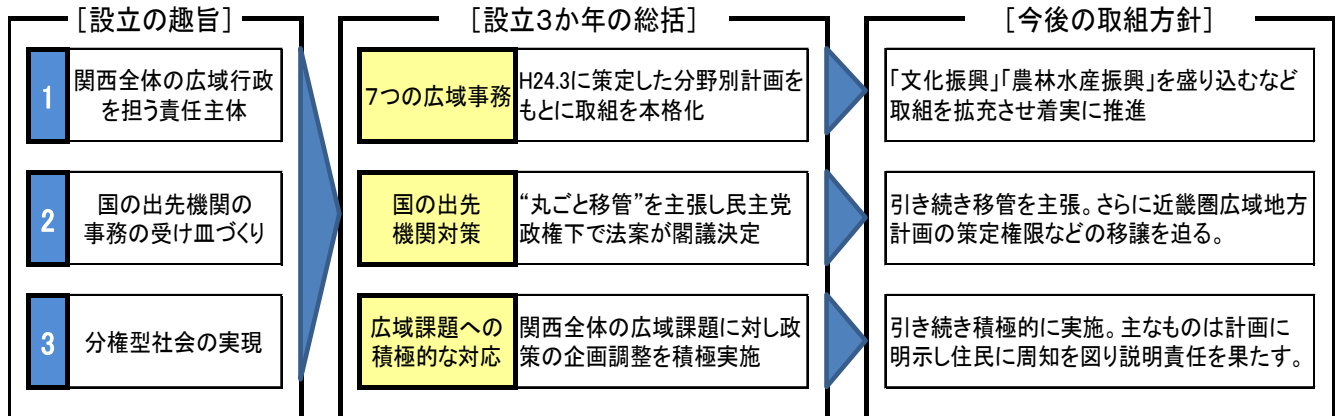 [設立の趣旨]
1
関西全体の広域行政
を担う責任主体
2
国の出先機関の
事務の受け皿づくり
3
分権型社会の実現
[設立3か年の総括]
7つの広域事務
H24.3に策定した分野別計画を
もとに取組を本格化
国の出先
機関対策
“丸ごと移管”を主張し民主党
政権下で法案が閣議決定
広域課題への
積極的な対応
関西全体の広域課題に対し政
策の企画調整を積極実施
[今後の取組方針]
「文化振興」「農林水産振興」を盛り込むなど
取組を拡充させ着実に推進
引き続き移管を主張。さらに近畿圏広域地方
計画の策定権限などの移譲を迫る。
引き続き積極的に実施。主なものは計画に
明示し住民に周知を図り説明責任を果たす。